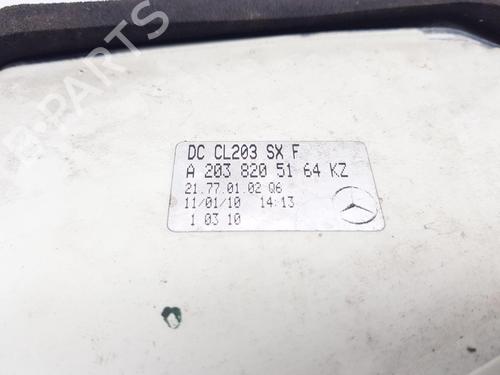 B-PARTS
DC CL203 SX F
A 203 820 51 64 KZ
21.77.01.02 Q6
11/01/10 14:13
1 03 10